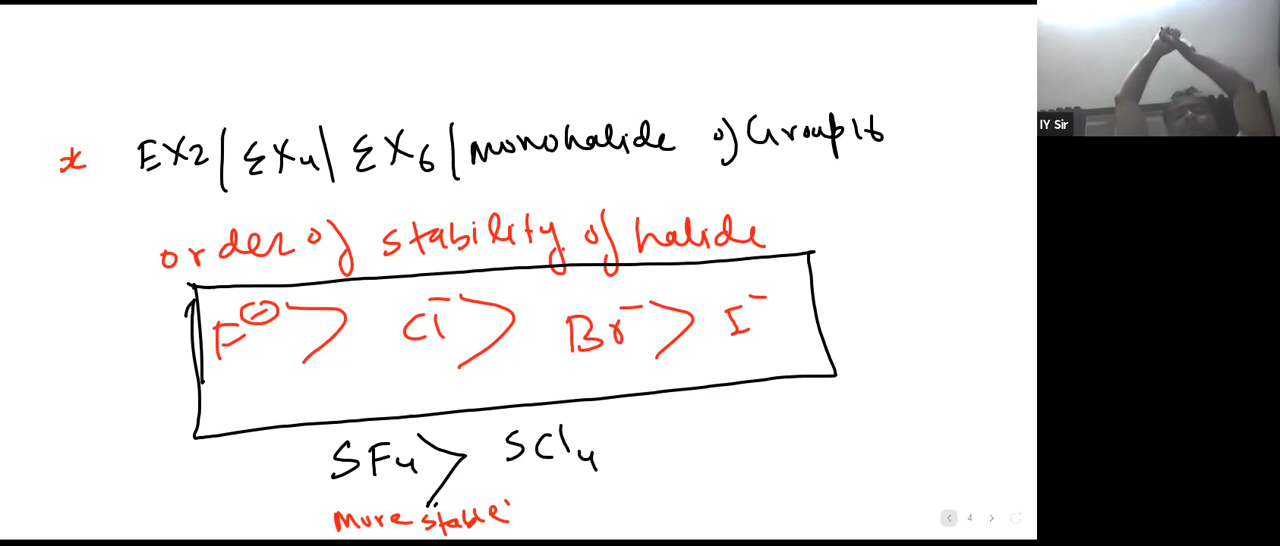 * EX2 | EX4 | EX6 | monohalide of Group 16
order of stability of halide
F⊖ > Cl⁻ > Br⁻ > I⁻
SF4 > SCl4
More stable
IY Sir
4